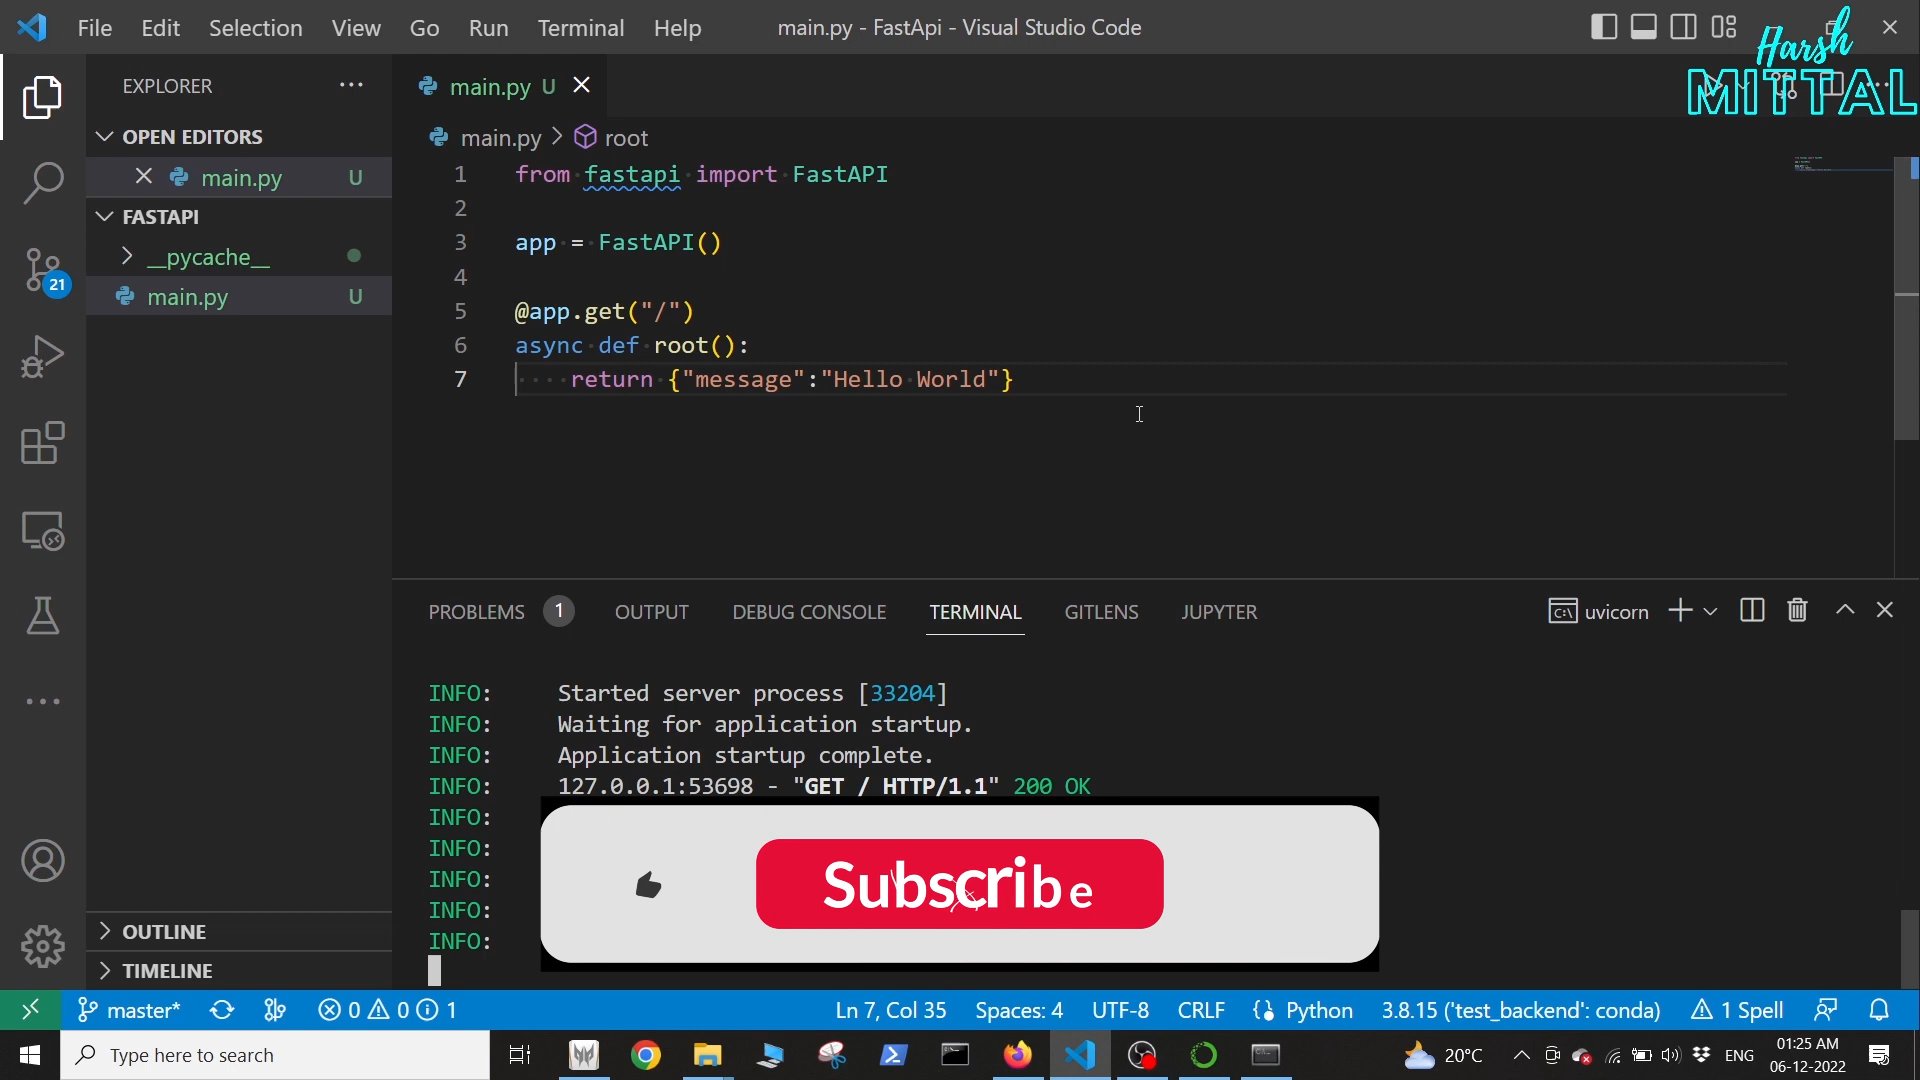 File Edit Selection View Go Run Terminal Help main.py - FastApi - Visual Studio Code
Harsh
MITTAL
EXPLORER
main.py U
OPEN EDITORS
main.py U
main.py > root
FASTAPI
__pycache__
main.py U
1 from fastapi import FastAPI
2
3 app = FastAPI()
4
5 @app.get("/")
6 async def root():
7 return {"message":"Hello World"}
21
PROBLEMS 1 OUTPUT DEBUG CONSOLE TERMINAL GITLENS JUPYTER uvicorn
INFO: Started server process [33204]
INFO: Waiting for application startup.
INFO: Application startup complete.
INFO: 127.0.0.1:53698 - "GET / HTTP/1.1" 200 OK
INFO:
INFO:
INFO:
INFO:
INFO:
Subscribe
OUTLINE
TIMELINE
master* 0 0 1 Ln 7, Col 35 Spaces: 4 UTF-8 CRLF Python 3.8.15 ('test_backend': conda) 1 Spell
Type here to search 20°C ENG 01:25 AM
06-12-2022